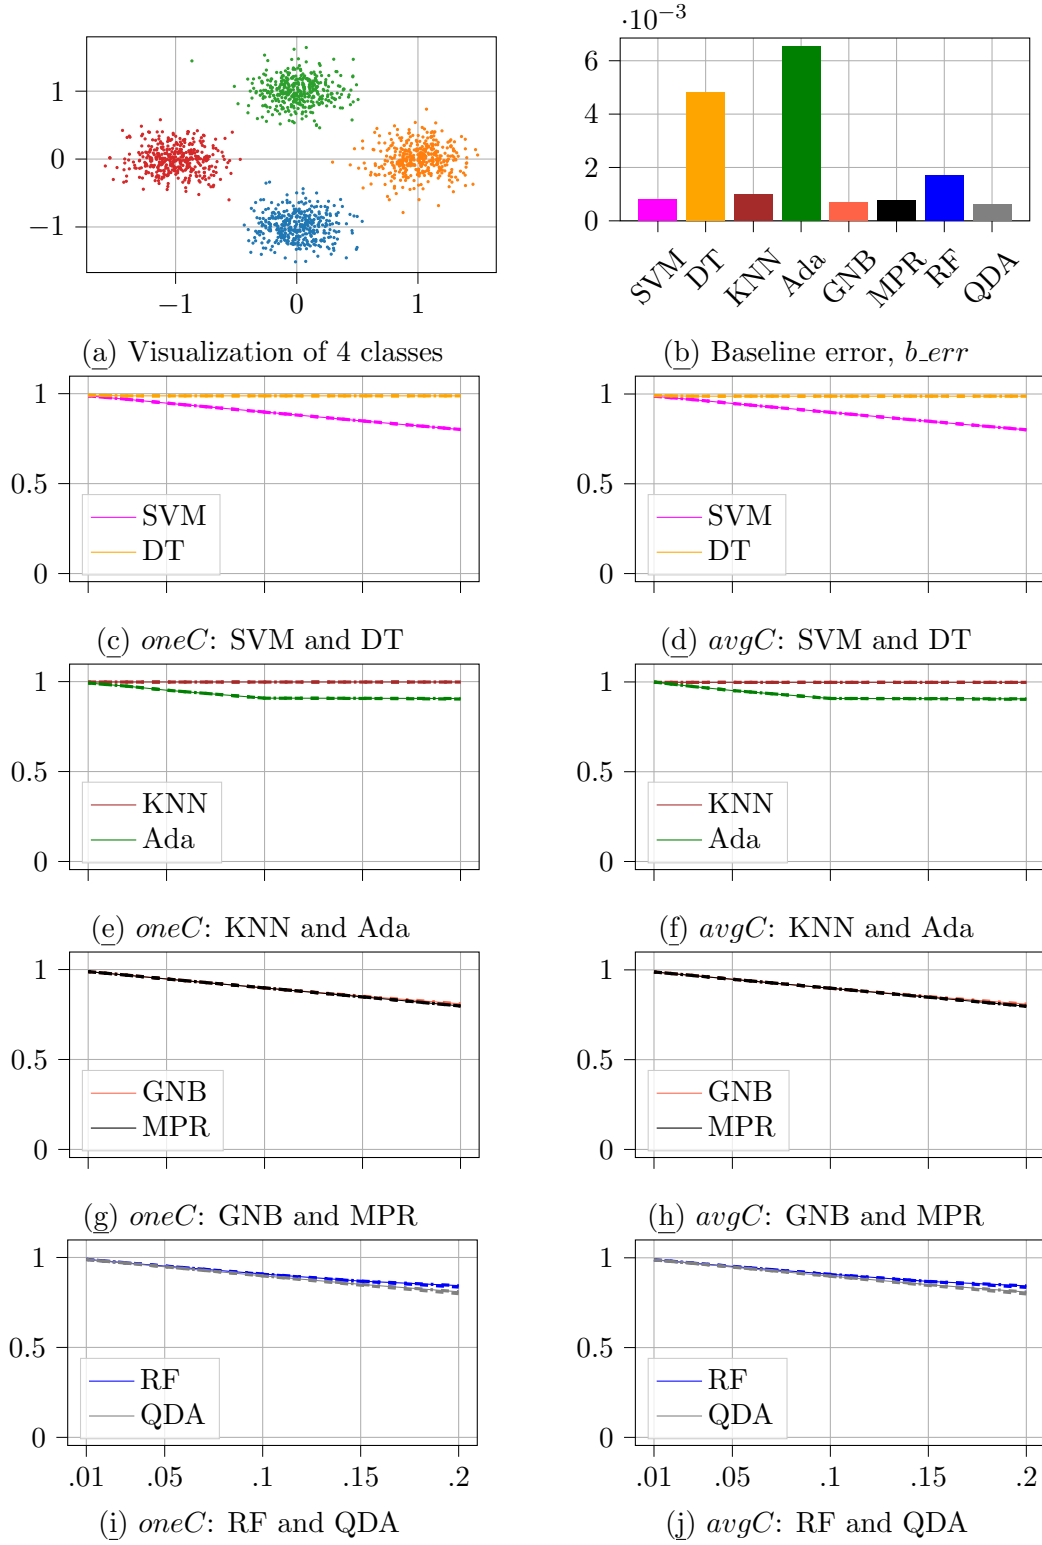 1
0
−1
−1 0 1
(a) Visualization of 4 classes
·10−3
6
4
2
0
SVM DT KNN Ada GNB MPR RF QDA
(b) Baseline error, b_err
1
0.5
0
SVM
DT
(c) oneC: SVM and DT
1
0.5
0
SVM
DT
(d) avgC: SVM and DT
1
0.5
0
KNN
Ada
(e) oneC: KNN and Ada
1
0.5
0
KNN
Ada
(f) avgC: KNN and Ada
1
0.5
0
GNB
MPR
(g) oneC: GNB and MPR
1
0.5
0
GNB
MPR
(h) avgC: GNB and MPR
1
0.5
0
RF
QDA
.01 .05 .1 .15 .2
(i) oneC: RF and QDA
1
0.5
0
RF
QDA
.01 .05 .1 .15 .2
(j) avgC: RF and QDA